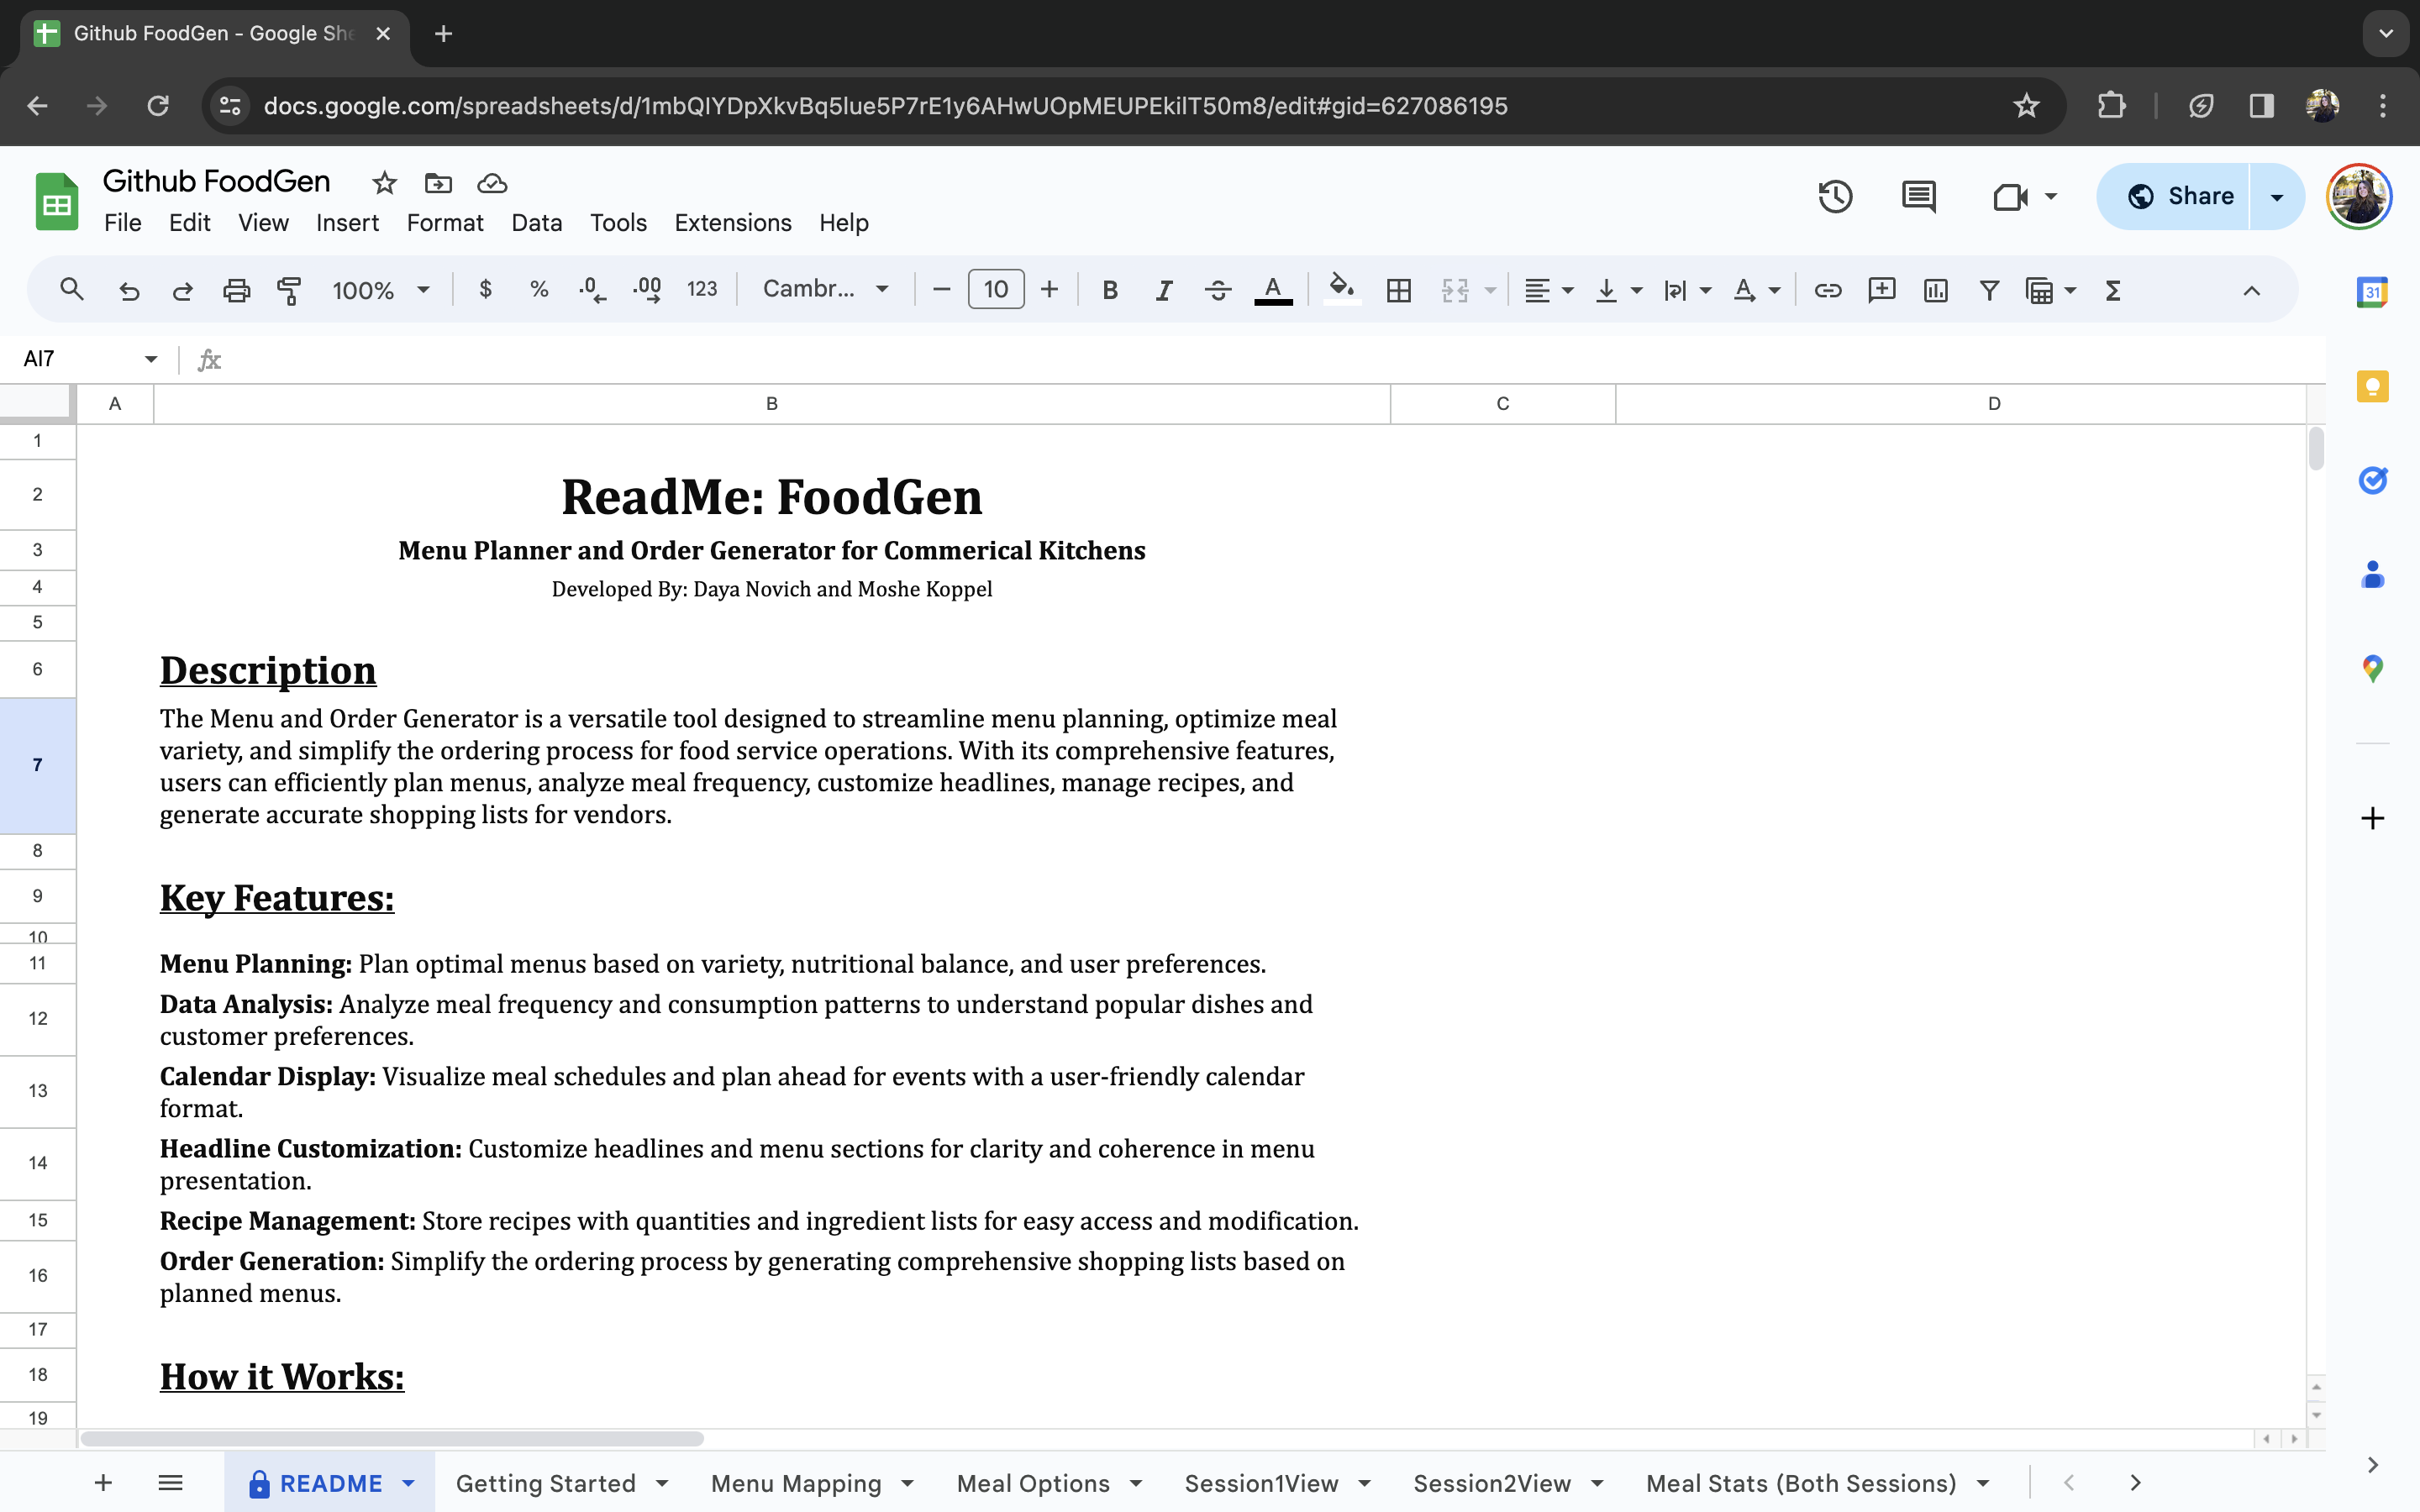 Github FoodGen - Google She
docs.google.com/spreadsheets/d/1mbQIYDpXkvBq5lue5P7rE1y6AHwUOpMEUPEkilT50m8/edit#gid=627086195
Github FoodGen
File Edit View Insert Format Data Tools Extensions Help
Share
100% $ % .0 .00 123 Cambr... 10 B I A
31
AI7 fx
A B C D
1
2 ReadMe: FoodGen
3 Menu Planner and Order Generator for Commerical Kitchens
4 Developed By: Daya Novich and Moshe Koppel
5
6 Description
7 The Menu and Order Generator is a versatile tool designed to streamline menu planning, optimize meal
variety, and simplify the ordering process for food service operations. With its comprehensive features,
users can efficiently plan menus, analyze meal frequency, customize headlines, manage recipes, and
generate accurate shopping lists for vendors.
8
9 Key Features:
10
11 Menu Planning: Plan optimal menus based on variety, nutritional balance, and user preferences.
12 Data Analysis: Analyze meal frequency and consumption patterns to understand popular dishes and
customer preferences.
13 Calendar Display: Visualize meal schedules and plan ahead for events with a user-friendly calendar
format.
14 Headline Customization: Customize headlines and menu sections for clarity and coherence in menu
presentation.
15 Recipe Management: Store recipes with quantities and ingredient lists for easy access and modification.
16 Order Generation: Simplify the ordering process by generating comprehensive shopping lists based on
planned menus.
17
18 How it Works:
19
README Getting Started Menu Mapping Meal Options Session1View Session2View Meal Stats (Both Sessions)